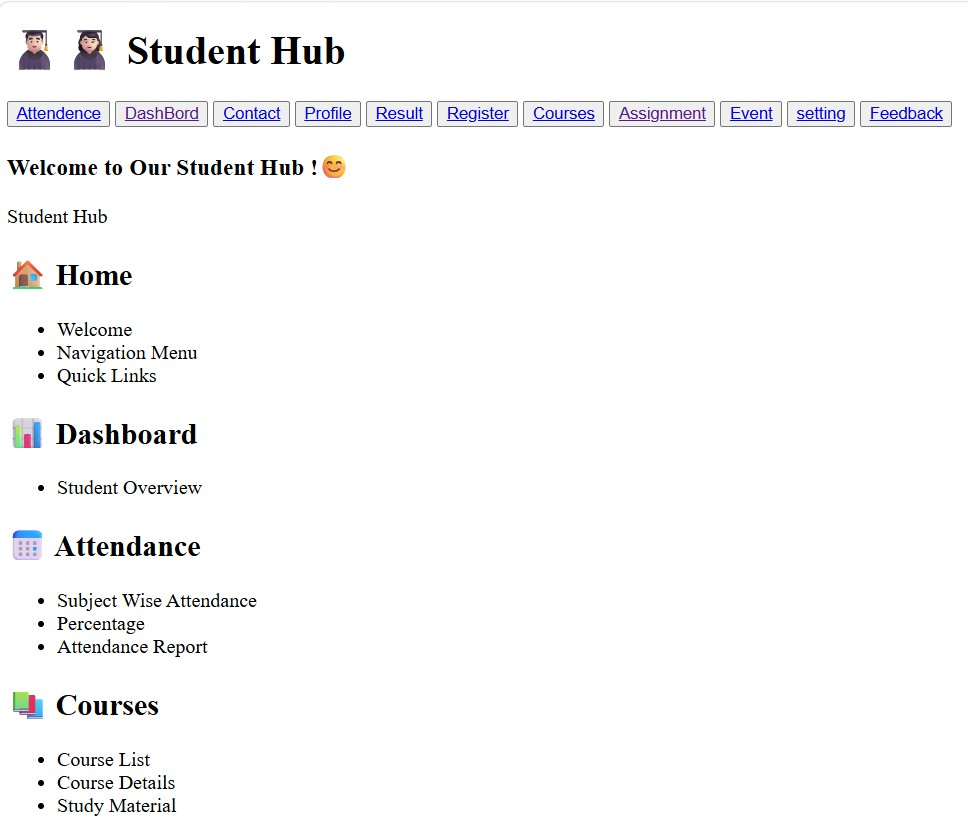 Student Hub
Attendence DashBord Contact Profile Result Register Courses Assignment Event setting Feedback
Welcome to Our Student Hub !😊
Student Hub
Home
Welcome
Navigation Menu
Quick Links
Dashboard
Student Overview
Attendance
Subject Wise Attendance
Percentage
Attendance Report
Courses
Course List
Course Details
Study Material